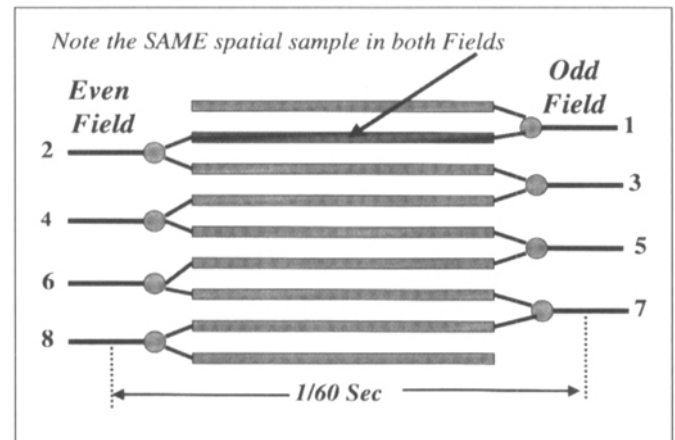 Note the SAME spatial sample in both Fields
Even
Field
Odd
Field
1
2
3
4
5
6
7
8
1/60 Sec